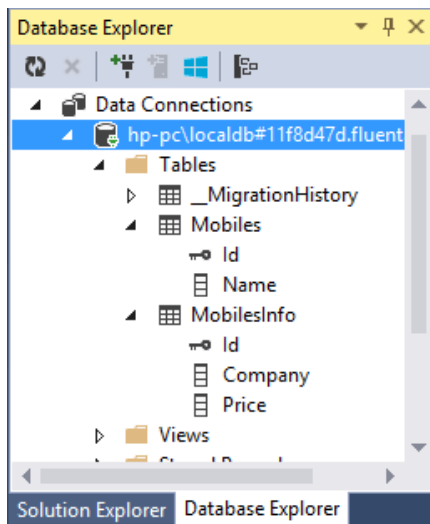 Database Explorer
Data Connections
hp-pc\localdb#11f8d47d.fluent
Tables
__MigrationHistory
Mobiles
Id
Name
MobilesInfo
Id
Company
Price
Views
Solution Explorer Database Explorer